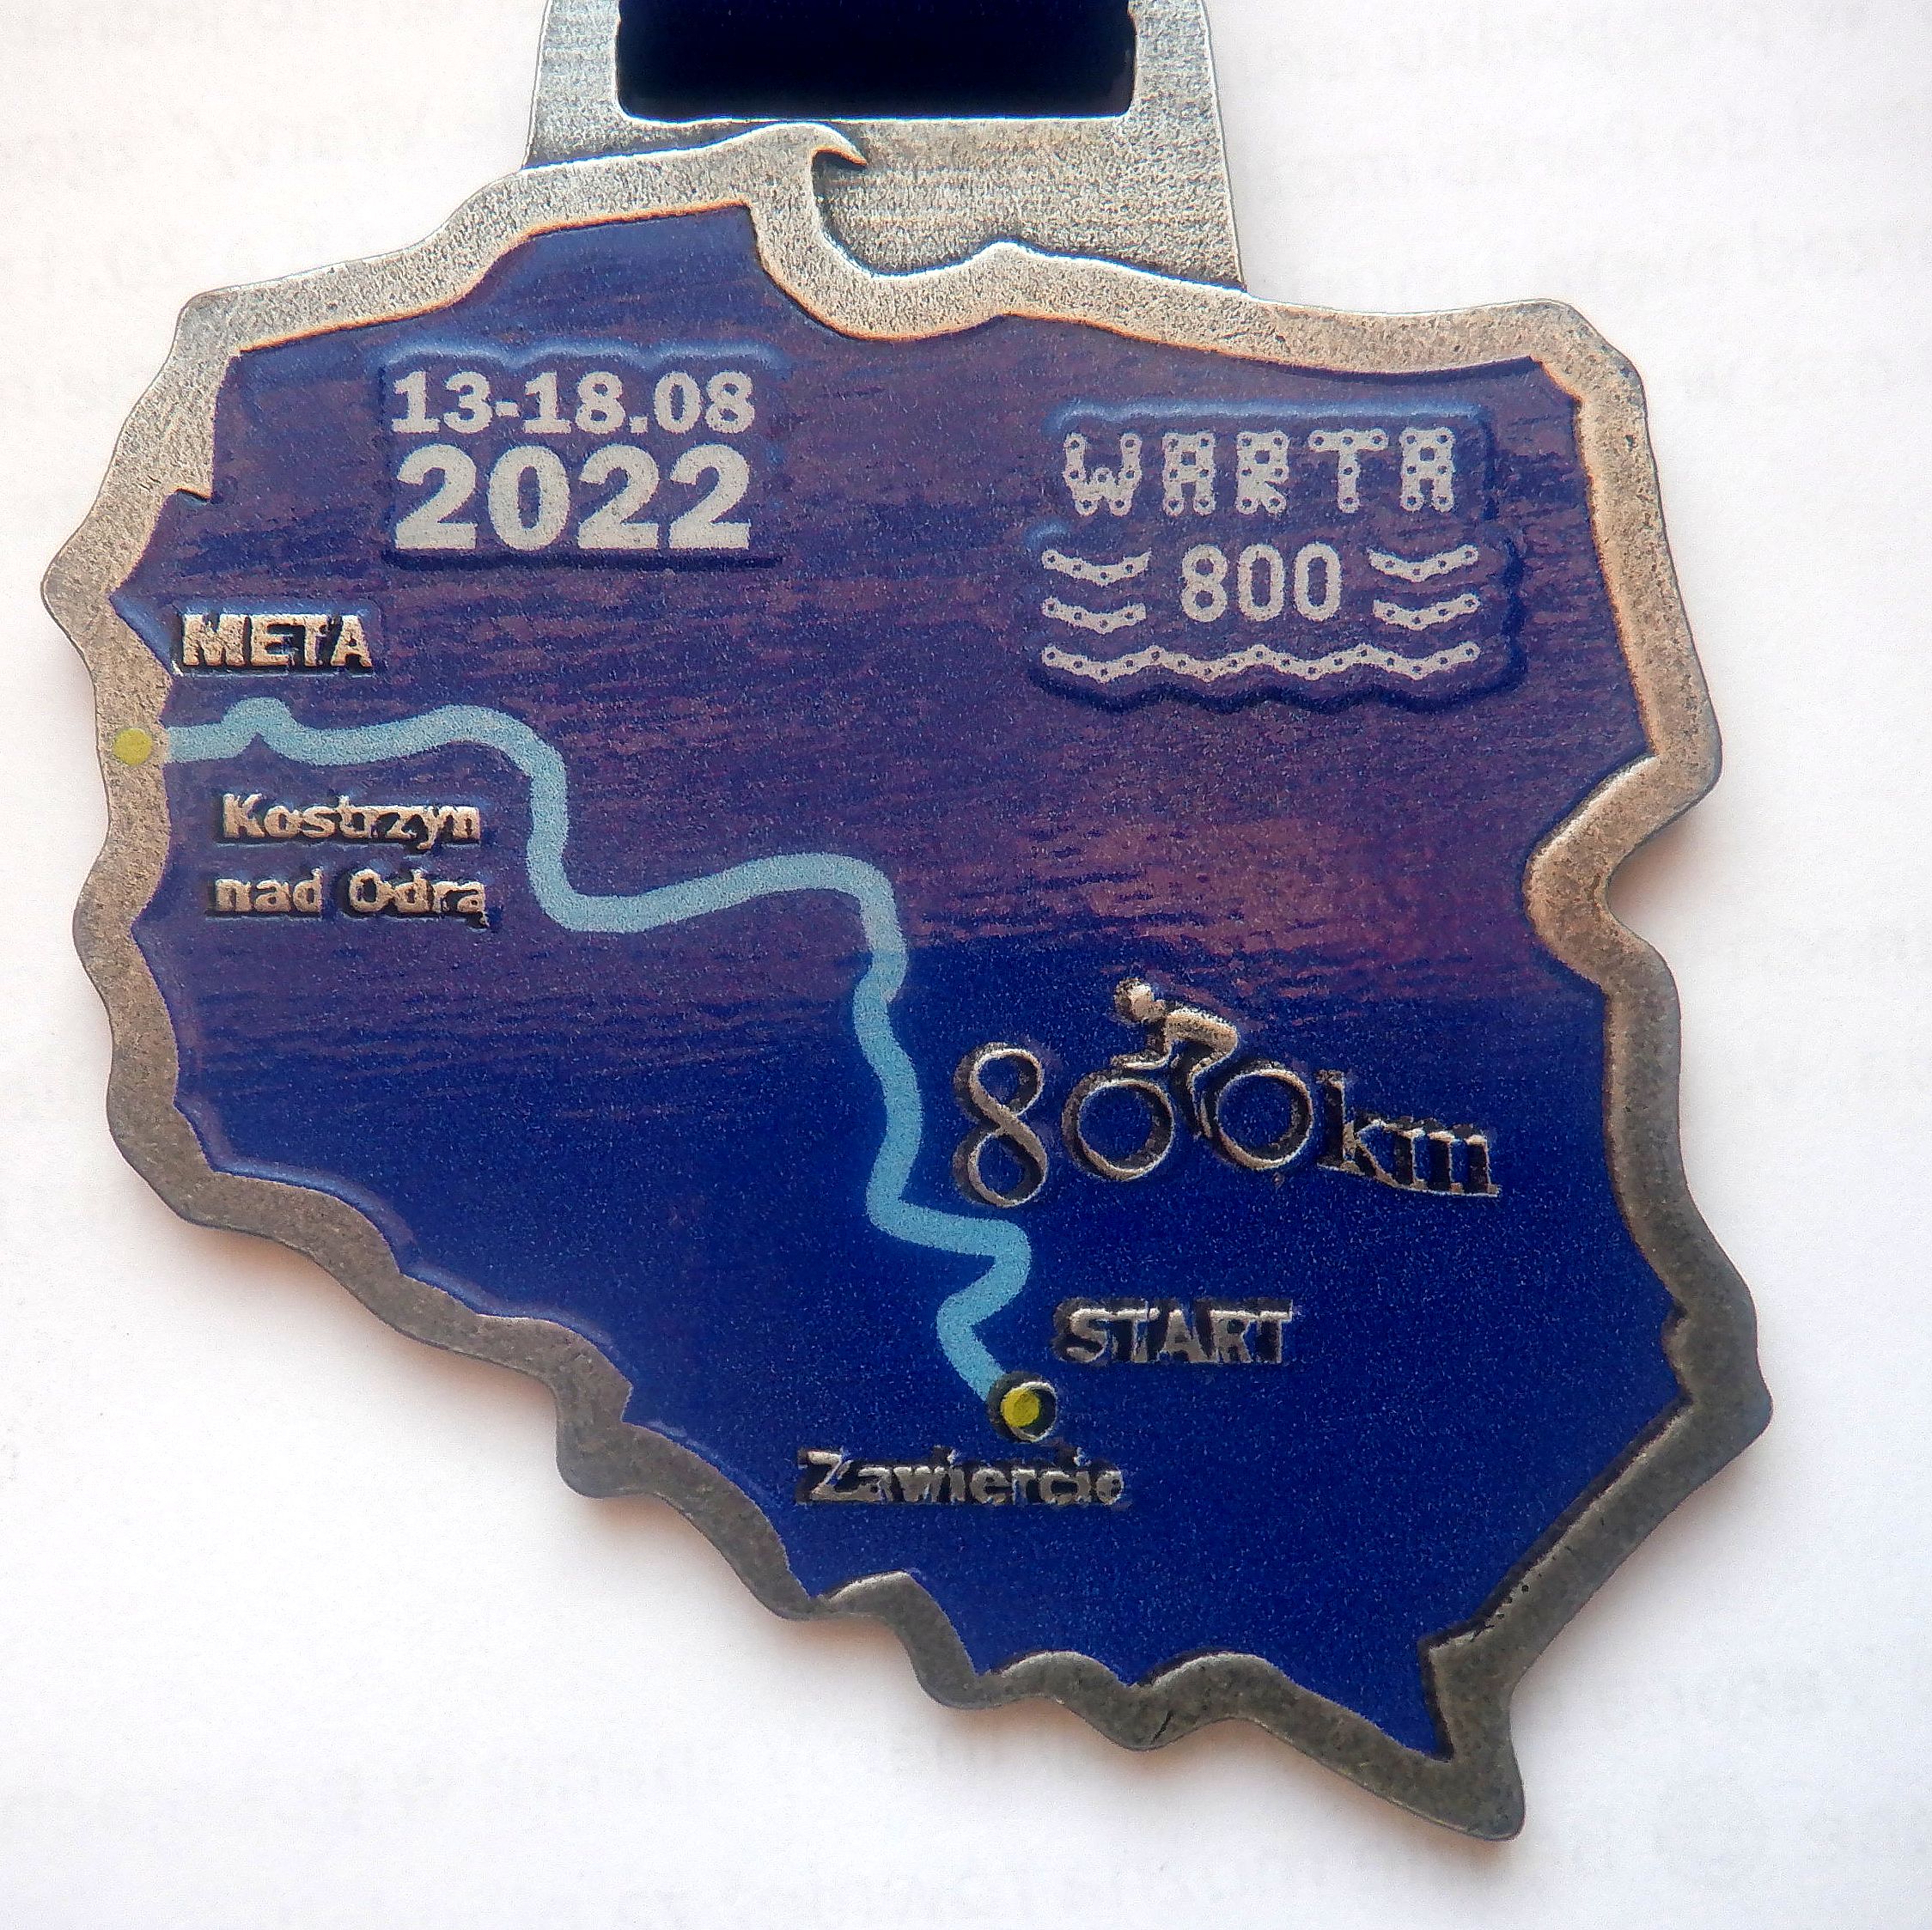 13-18.08
2022
WARTA
800
META
Kostrzyn
nad Odrą
800km
START
Zawiercie